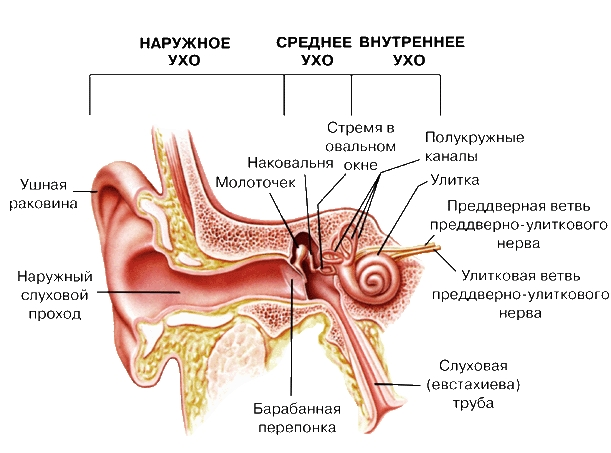 НАРУЖНОЕ
УХО
СРЕДНЕЕ
УХО
ВНУТРЕННЕЕ
УХО
Стремя в
овальном
окне
Полукружные
каналы
Наковальня
Молоточек
Улитка
Ушная
раковина
Преддверная ветвь
преддверно-улиткового
нерва
Наружный
слуховой
проход
Улитковая ветвь
преддверно-улиткового
нерва
Слуховая
(евстахиева)
труба
Барабанная
перепонка